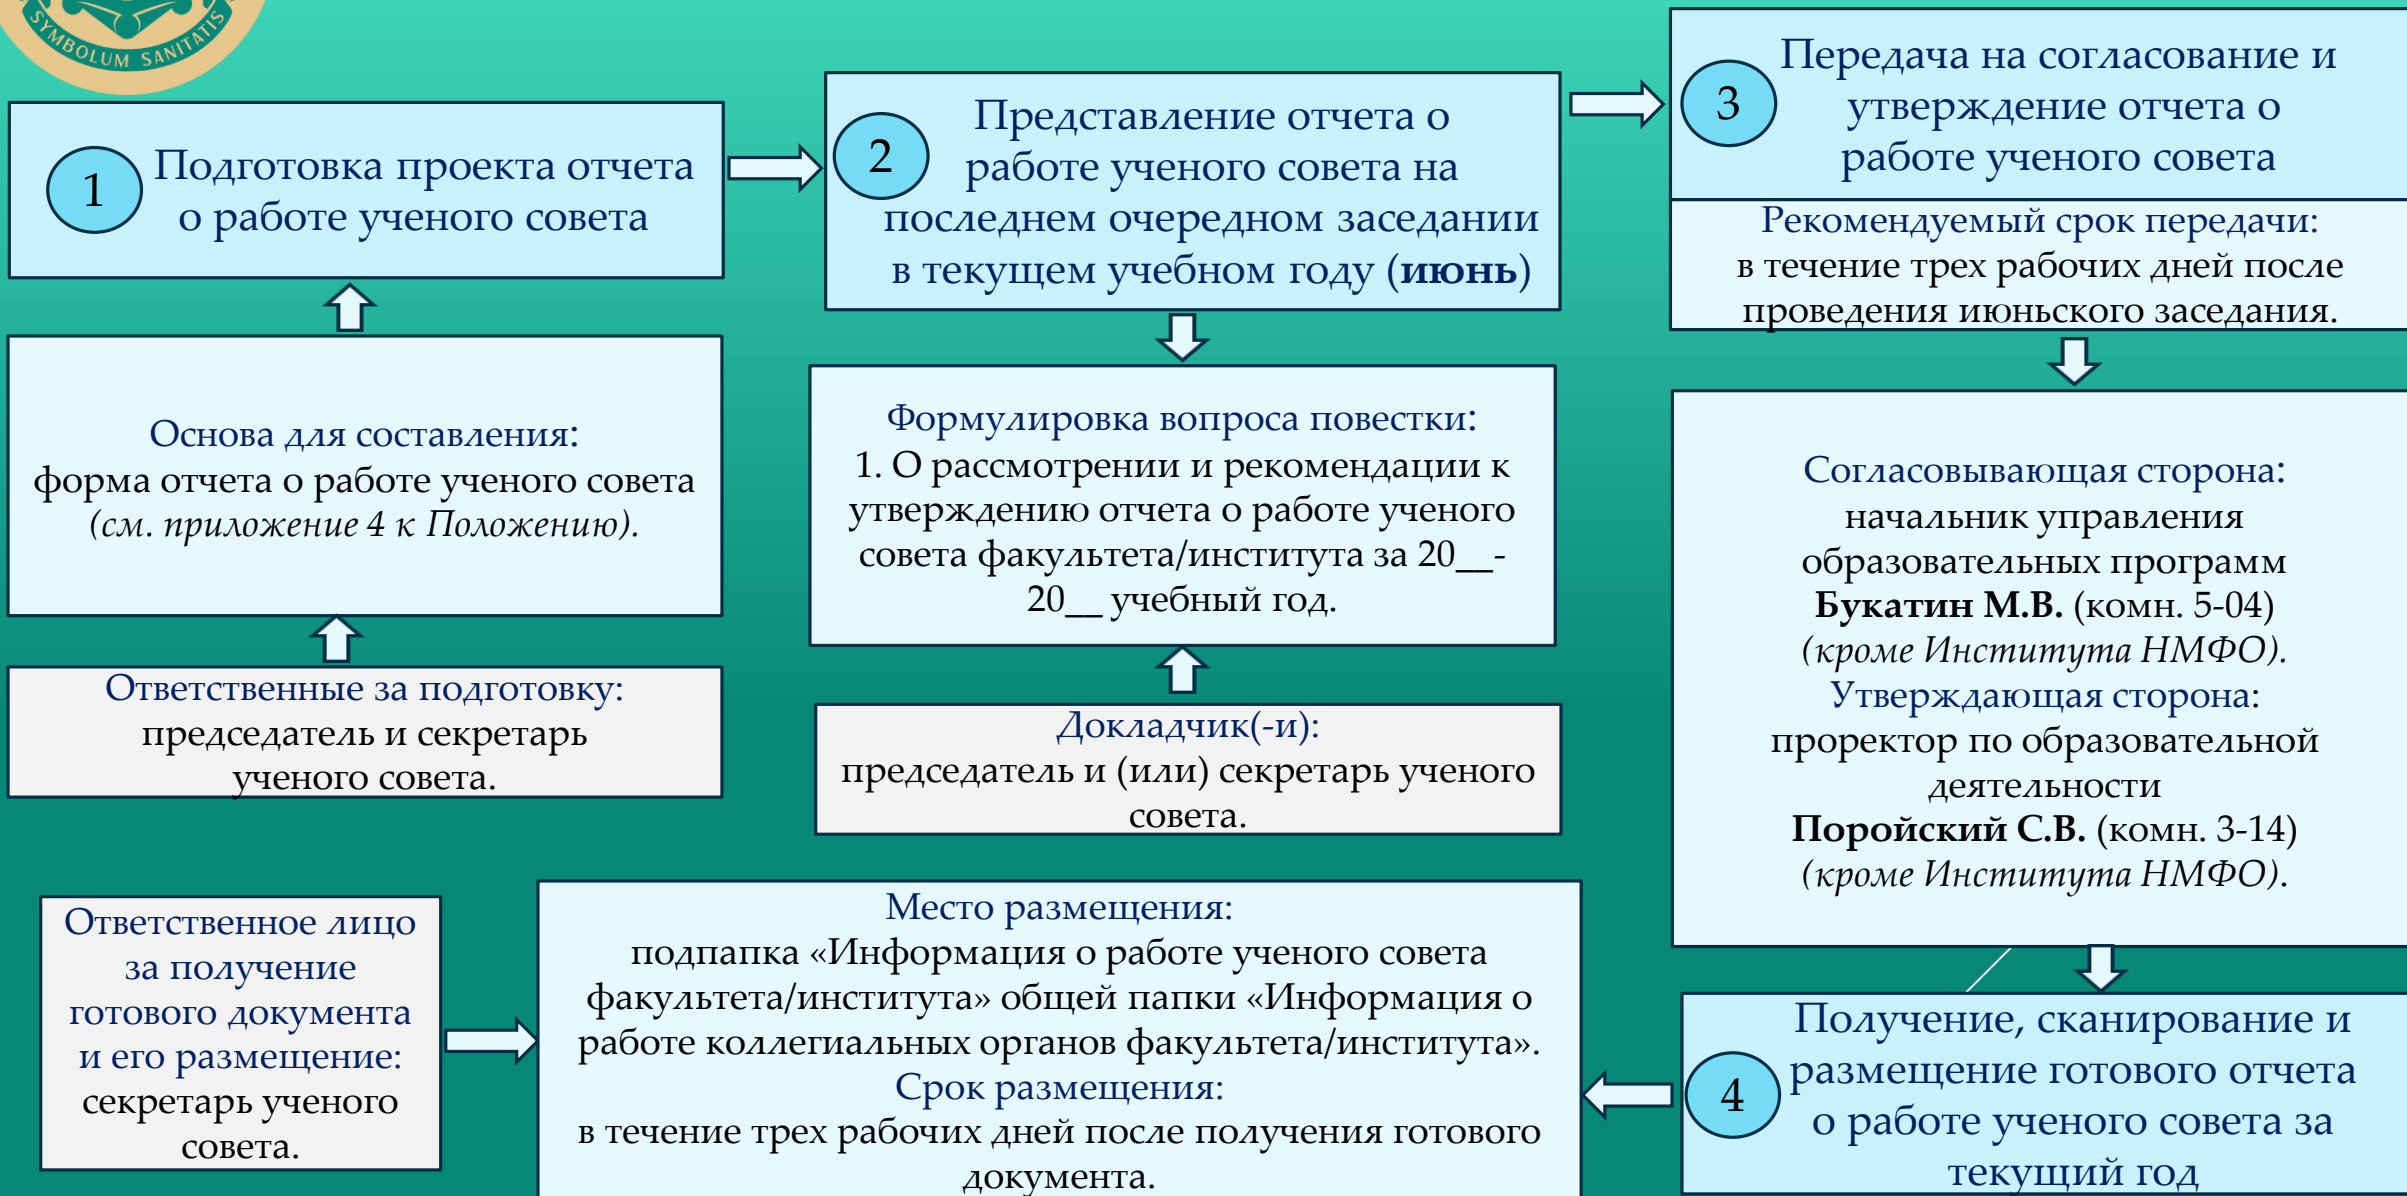 SYMBOLUM SANITATIS
1
Подготовка проекта отчета
о работе ученого совета
Основа для составления:
форма отчета о работе ученого совета
(см. приложение 4 к Положению).
Ответственные за подготовку:
председатель и секретарь
ученого совета.
2
Представление отчета о
работе ученого совета на
последнем очередном заседании
в текущем учебном году (июнь)
Формулировка вопроса повестки:
1. О рассмотрении и рекомендации к
утверждению отчета о работе ученого
совета факультета/института за 20__-
20__ учебный год.
Докладчик(-и):
председатель и (или) секретарь ученого
совета.
3
Передача на согласование и
утверждение отчета о
работе ученого совета
Рекомендуемый срок передачи:
в течение трех рабочих дней после
проведения июньского заседания.
Согласовывающая сторона:
начальник управления
образовательных программ
Букатин М.В. (комн. 5-04)
(кроме Института НМФО).
Утверждающая сторона:
проректор по образовательной
деятельности
Поройский С.В. (комн. 3-14)
(кроме Института НМФО).
4
Получение, сканирование и
размещение готового отчета
о работе ученого совета за
текущий год
Место размещения:
подпапка «Информация о работе ученого совета
факультета/института» общей папки «Информация о
работе коллегиальных органов факультета/института».
Срок размещения:
в течение трех рабочих дней после получения готового
документа.
Ответственное лицо
за получение
готового документа
и его размещение:
секретарь ученого
совета.